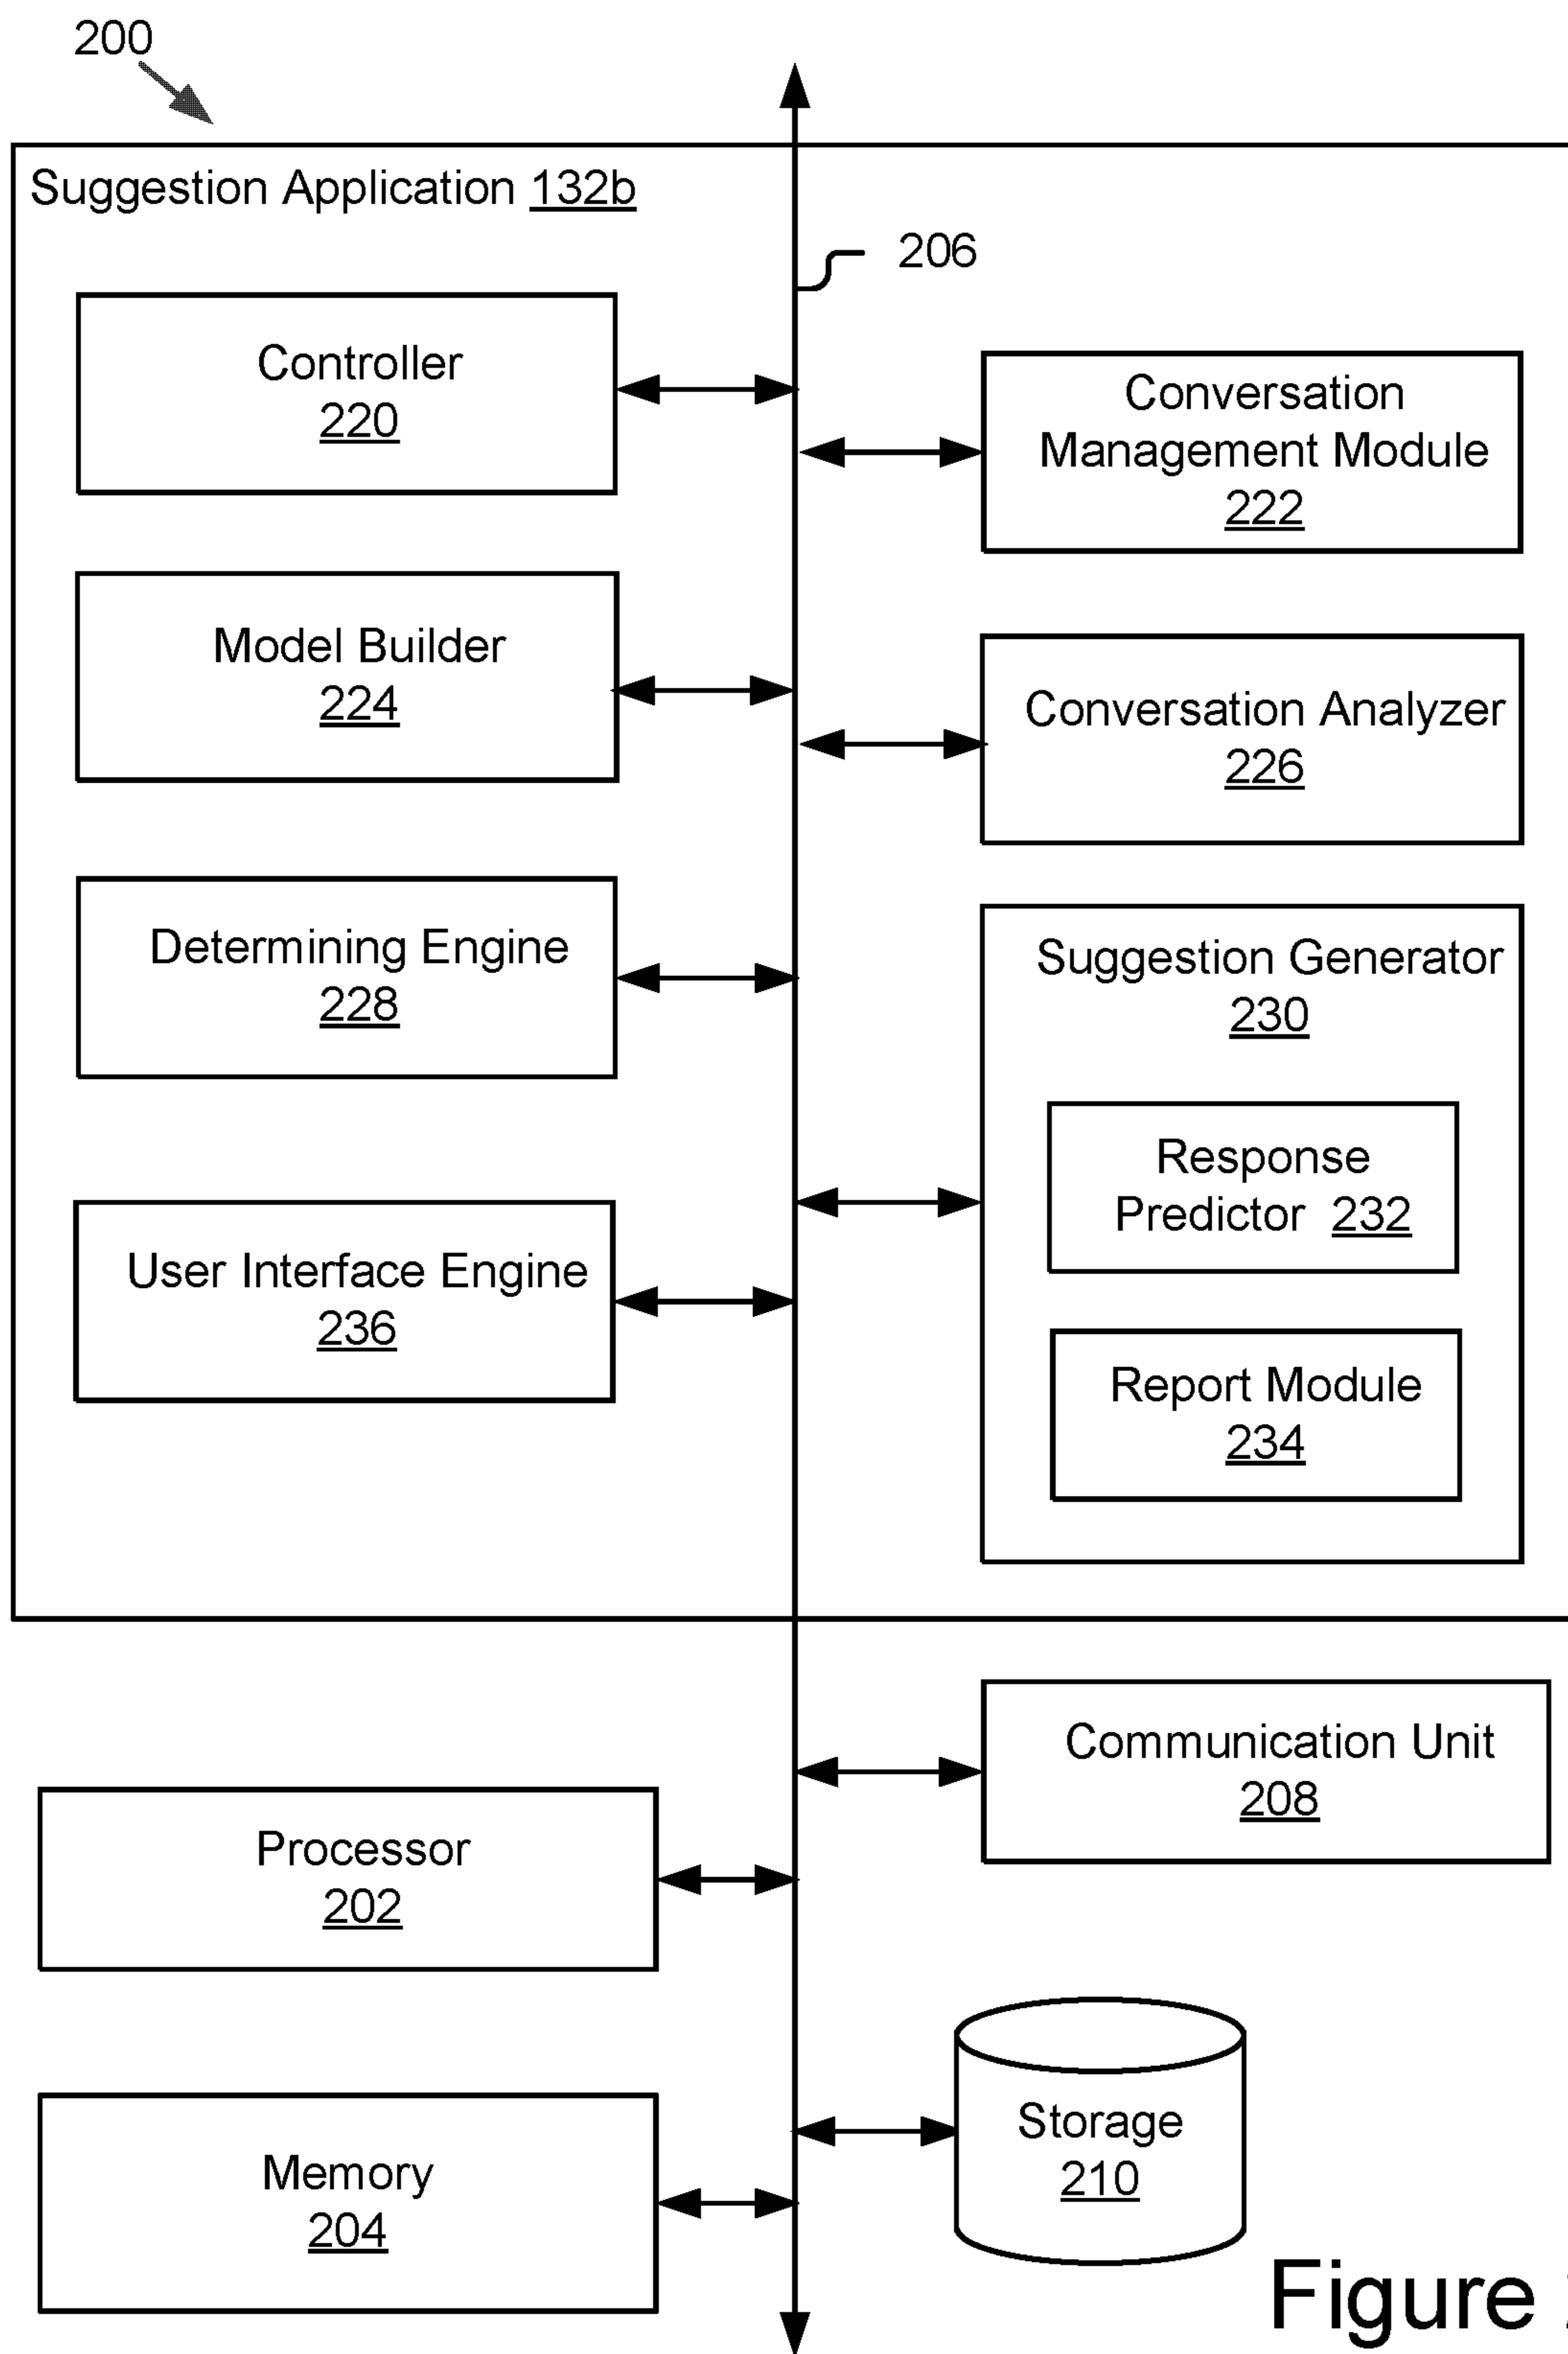 200
Suggestion Application 132b
206
Controller
220
Conversation
Management Module
222
Model Builder
224
Conversation Analyzer
226
Determining Engine
228
Suggestion Generator
230
Response
Predictor 232
User Interface Engine
236
Report Module
234
Communication Unit
208
Processor
202
Storage
210
Memory
204
Figure